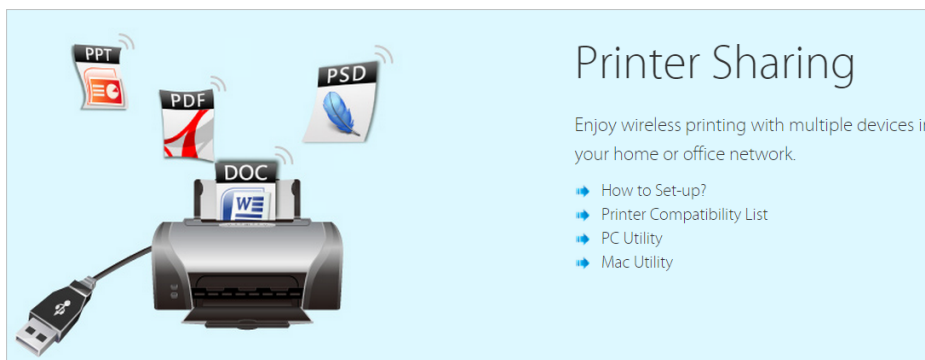 PPT
PDF
PSD
DOC
W
Printer Sharing
Enjoy wireless printing with multiple devices in
your home or office network.
How to Set-up?
Printer Compatibility List
PC Utility
Mac Utility